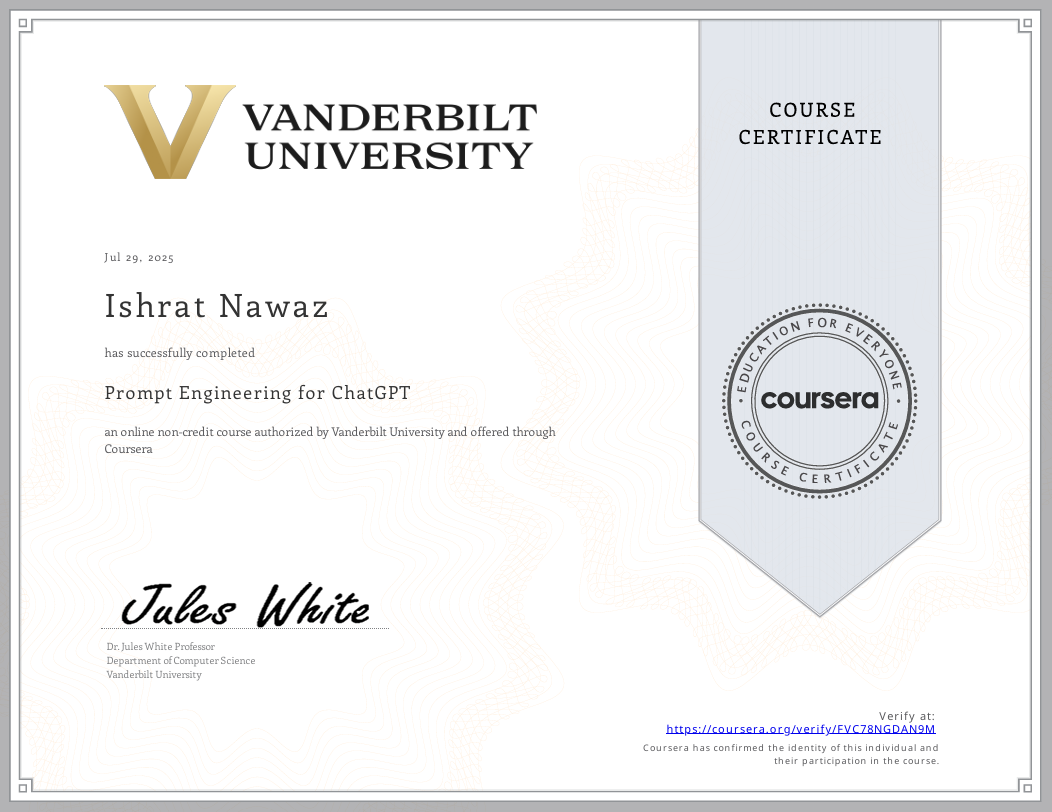 VANDERBILT
UNIVERSITY
COURSE
CERTIFICATE
Jul 29, 2025
Ishrat Nawaz
has successfully completed
Prompt Engineering for ChatGPT
an online non-credit course authorized by Vanderbilt University and offered through
Coursera
EDUCATION FOR EVERYONE
coursera
COURSE CERTIFICATE
Jules White
Dr. Jules White Professor
Department of Computer Science
Vanderbilt University
Verify at:
https://coursera.org/verify/FVC78NGDAN9M
Coursera has confirmed the identity of this individual and
their participation in the course.